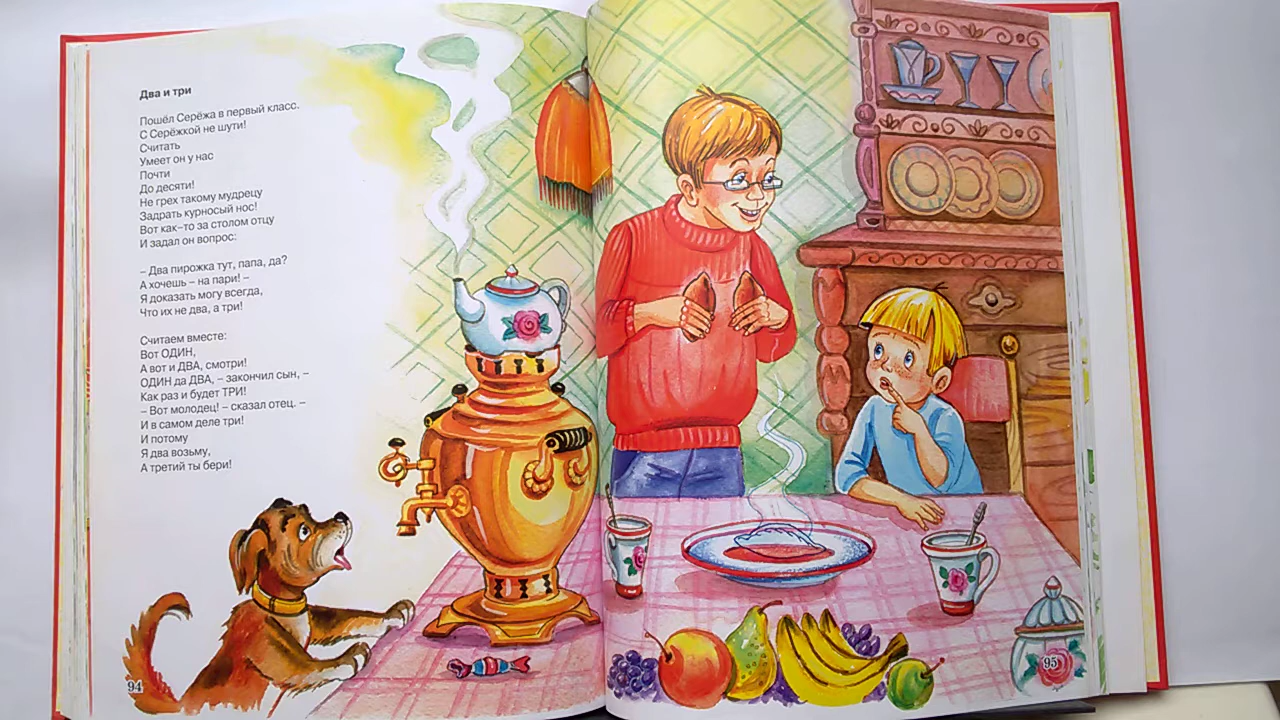 Два и три
Пошёл Серёжа в первый класс.
С Серёжкой не шути!
Считать
Умеет он у нас
Почти
До десяти!
Не грех такому мудрецу
Задрать курносый нос!
Вот как-то за столом отцу
И задал он вопрос:
– Два пирожка тут, папа, да?
А хочешь – на пари! –
Я доказать могу всегда,
Что их не два, а три!
Считаем вместе:
Вот ОДИН,
А вот и ДВА, смотри!
ОДИН да ДВА, – закончил сын, –
Как раз и будет ТРИ!
– Вот молодец! – сказал отец. –
И в самом деле три!
И потому
Я два возьму,
А третий ты бери!
94
95